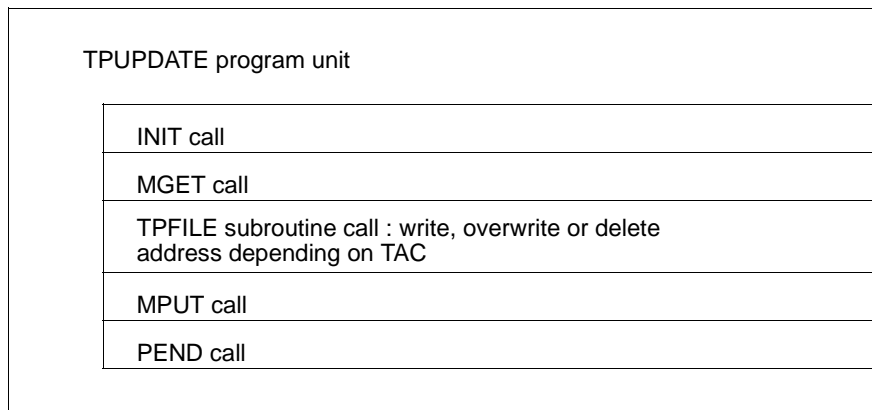 TPUPDATE program unit
INIT call
MGET call
TPFILE subroutine call : write, overwrite or delete
address depending on TAC
MPUT call
PEND call